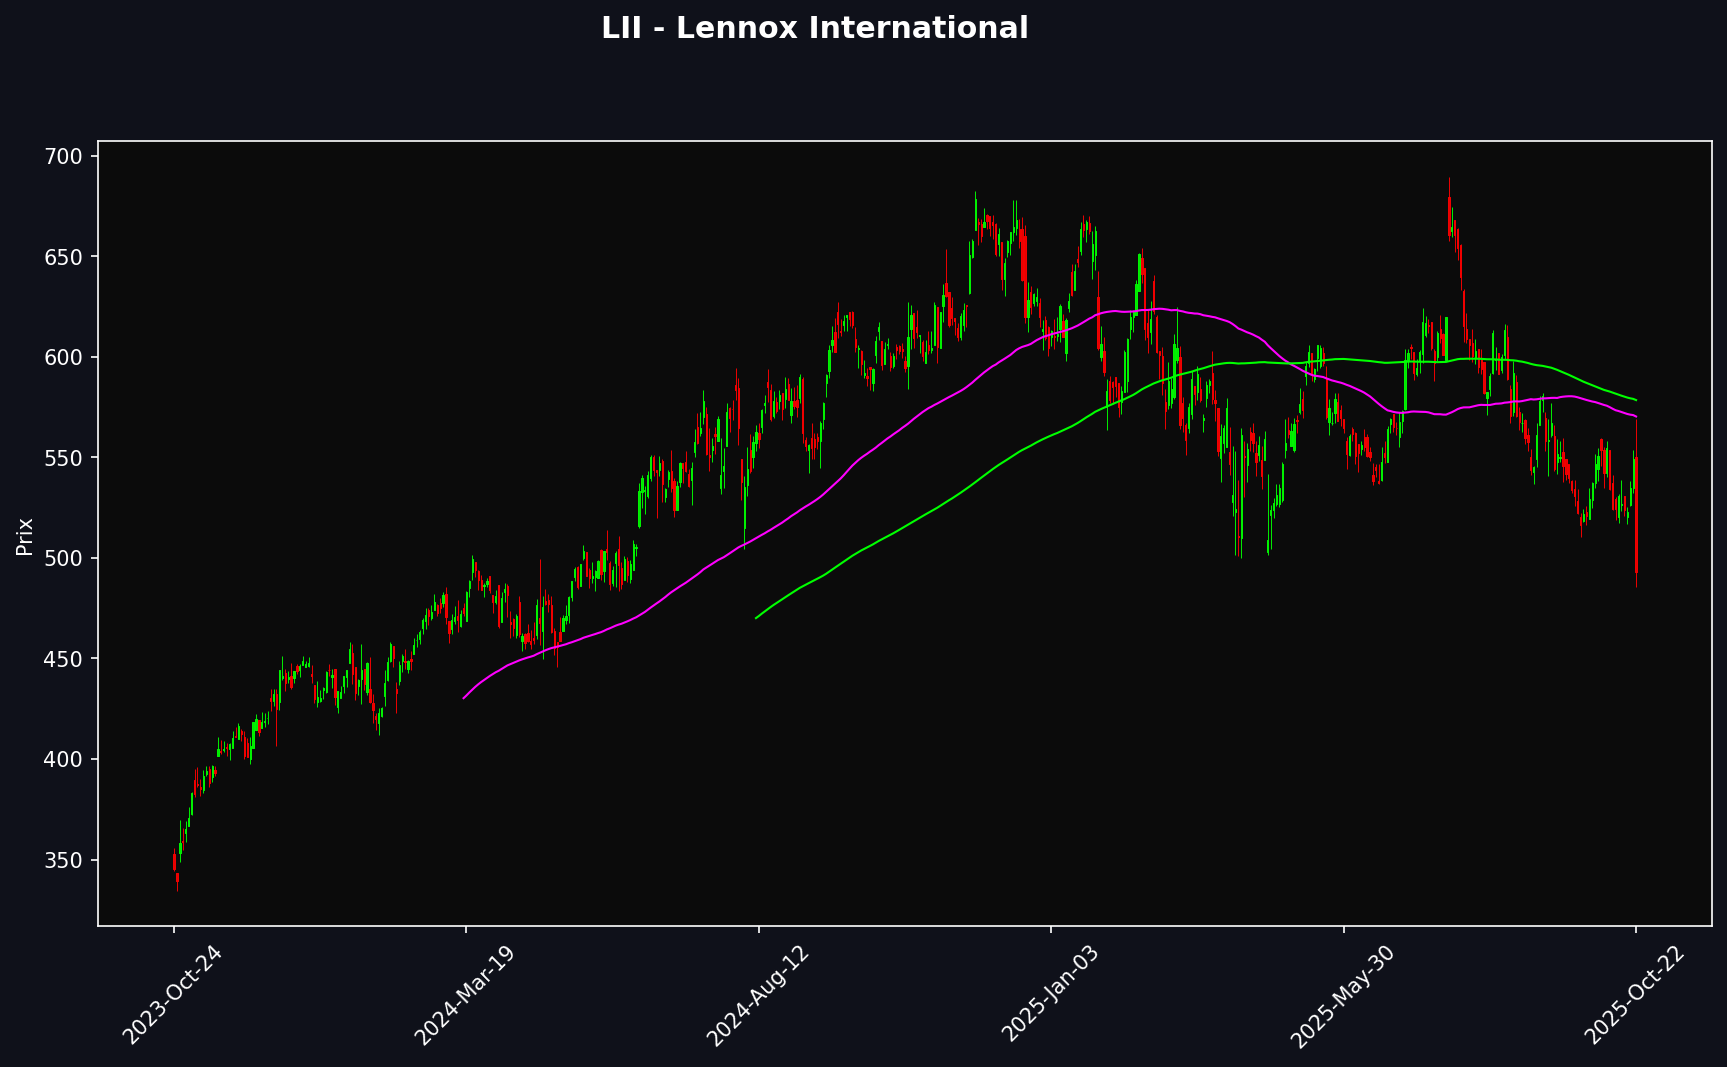 LII - Lennox International
Prix
700
650
600
550
500
450
400
350
2023-Oct-24
2024-Mar-19
2024-Aug-12
2025-Jan-03
2025-May-30
2025-Oct-22